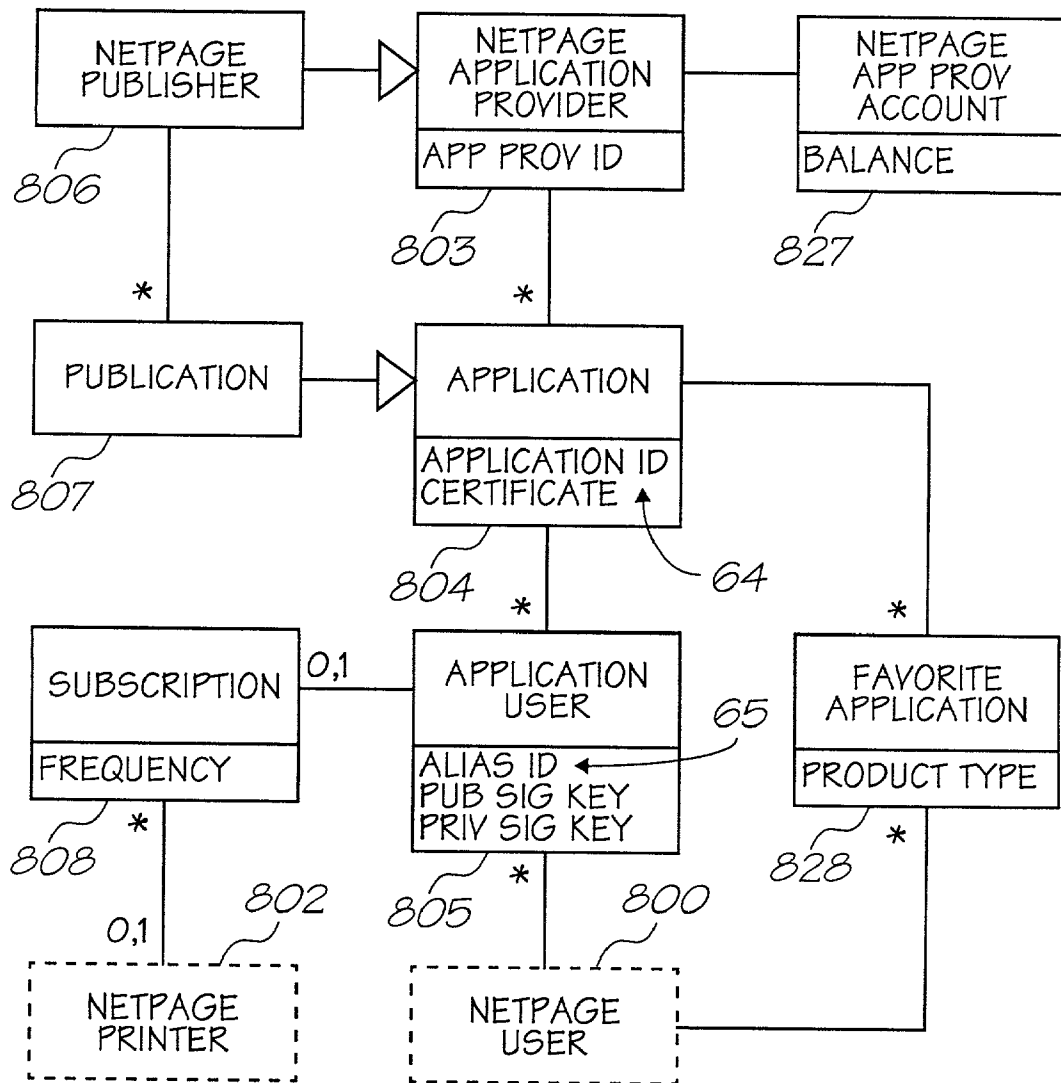 NETPAGE
PUBLISHER
806
NETPAGE
APPLICATION
PROVIDER
APP PROV ID
803
NETPAGE
APP PROV
ACCOUNT
BALANCE
827
*
*
PUBLICATION
807
APPLICATION
APPLICATION ID
CERTIFICATE
804
64
*
*
SUBSCRIPTION
FREQUENCY
808
0,1
APPLICATION
USER
ALIAS ID
PUB SIG KEY
PRIV SIG KEY
805
65
FAVORITE
APPLICATION
PRODUCT TYPE
828
*
*
*
0,1
802
NETPAGE
PRINTER
800
NETPAGE
USER